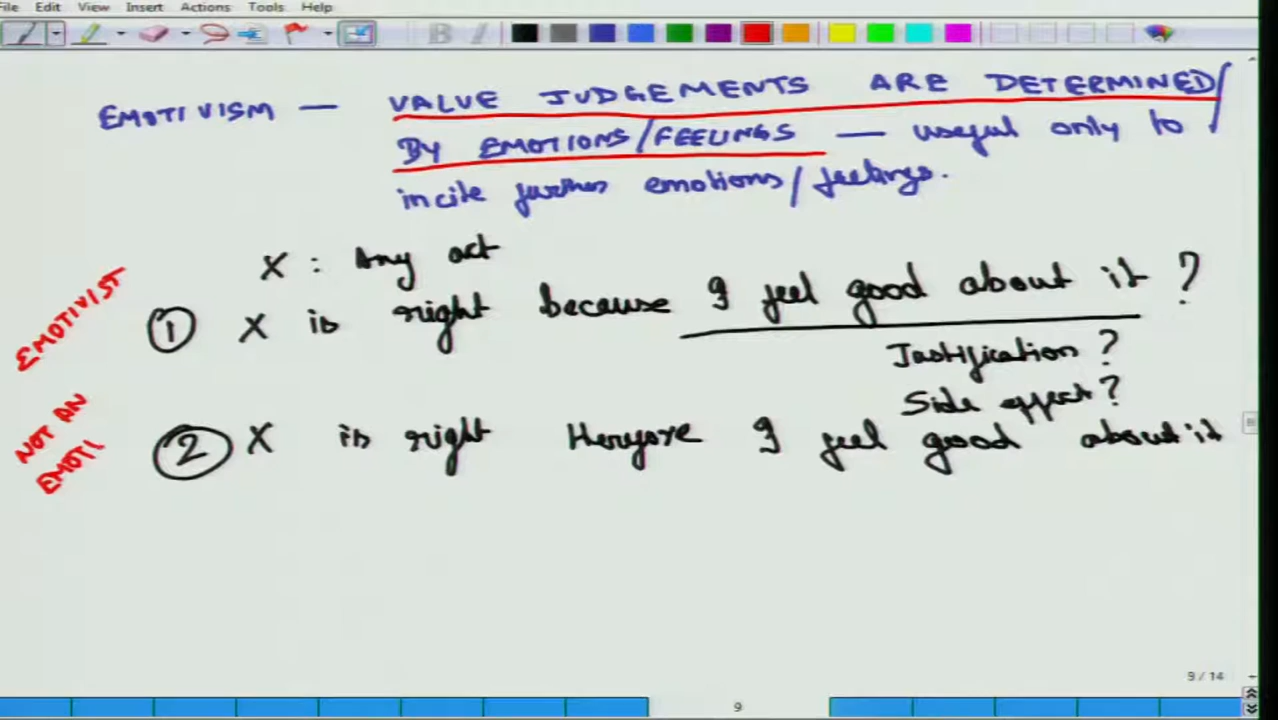 File Edit View Insert Actions Tools Help
EMOTIVISM — VALUE JUDGEMENTS ARE DETERMINED/
BY EMOTIONS/FEELINGS — useful only to
incite further emotions/feelings.
X : Any act
EMOTIVIST
① X is right because I feel good about it ?
Justification ?
Side effect ?
NOT AN
EMOTI
② X is right Therefore I feel good about it
9 / 14
9